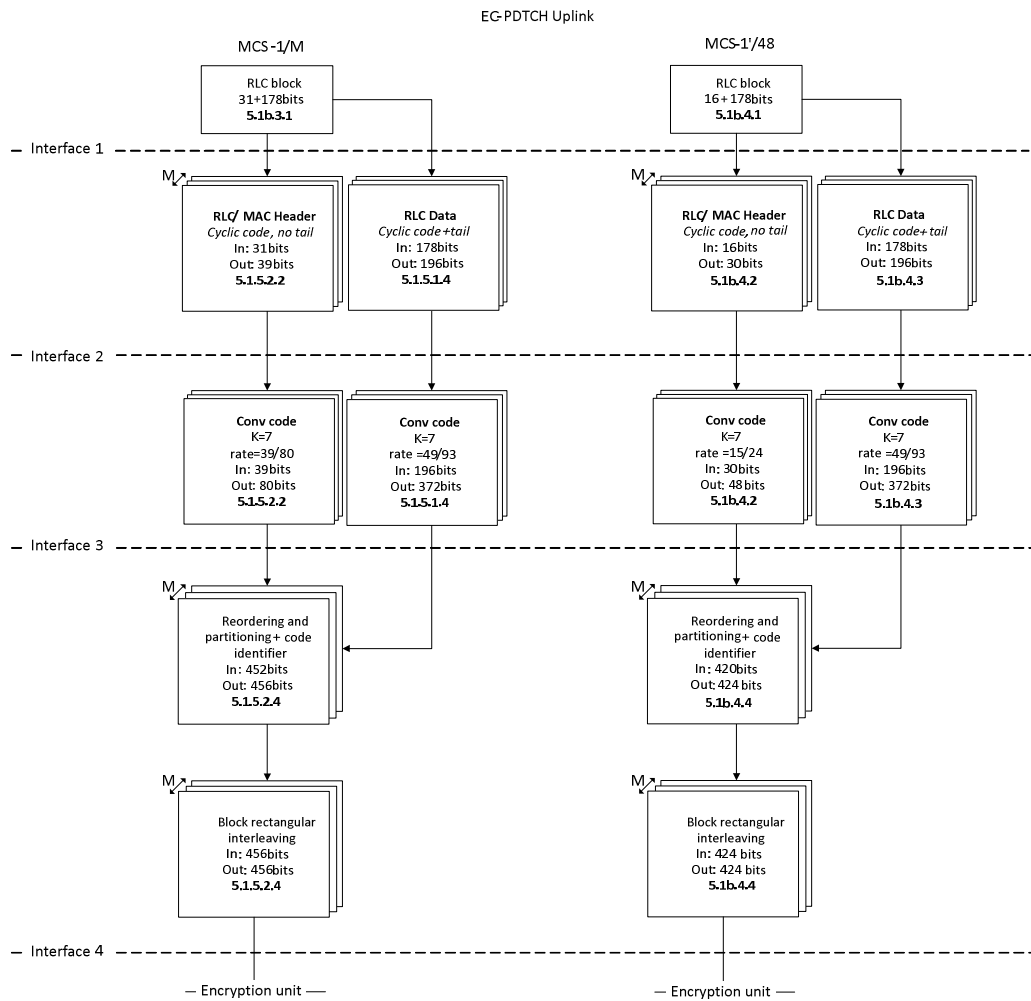 EC-PDTCH Uplink
MCS-1/M
MCS-1'/48
RLC block
31+178bits
5.1b.3.1
RLC block
16+178bits
5.1b.4.1
Interface 1
M
RLC/ MAC Header
Cyclic code, no tail
In: 31bits
Out: 39bits
5.1.5.2.2
RLC Data
Cyclic code+tail
In: 178bits
Out: 196bits
5.1.5.1.4
M
RLC/ MAC Header
Cyclic code, no tail
In: 16bits
Out: 30bits
5.1b.4.2
RLC Data
Cyclic code+tail
In: 178bits
Out: 196bits
5.1b.4.3
Interface 2
Conv code
K=7
rate=39/80
In: 39bits
Out: 80bits
5.1.5.2.2
Conv code
K=7
rate =49/93
In: 196bits
Out: 372bits
5.1.5.1.4
Conv code
K=7
rate =15/24
In: 30bits
Out: 48bits
5.1b.4.2
Conv code
K=7
rate =49/93
In: 196bits
Out: 372bits
5.1b.4.3
Interface 3
M
Reordering and
partitioning+ code
identifier
In: 452bits
Out: 456bits
5.1.5.2.4
M
Reordering and
partitioning+ code
identifier
In: 420bits
Out: 424bits
5.1b.4.4
M
Block rectangular
interleaving
In: 456bits
Out: 456bits
5.1.5.2.4
M
Block rectangular
interleaving
In: 424 bits
Out: 424 bits
5.1b.4.4
Interface 4
Encryption unit
Encryption unit